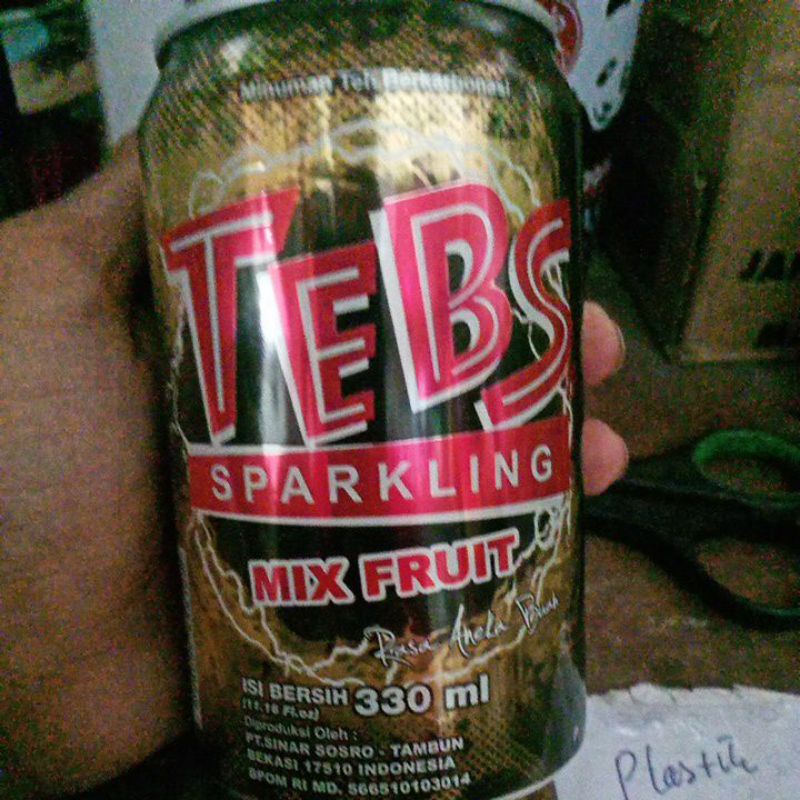 Minuman Teh Berkarbonasi
TEBS
SPARKLING
MIX FRUIT
Rasa Aneka Buah
ISI BERSIH 330 ml
(11.16 Fl.oz)
Diproduksi Oleh :
PT.SINAR SOSRO - TAMBUN
BEKASI 17510 INDONESIA
BPOM RI MD. 566510103014
Plastik